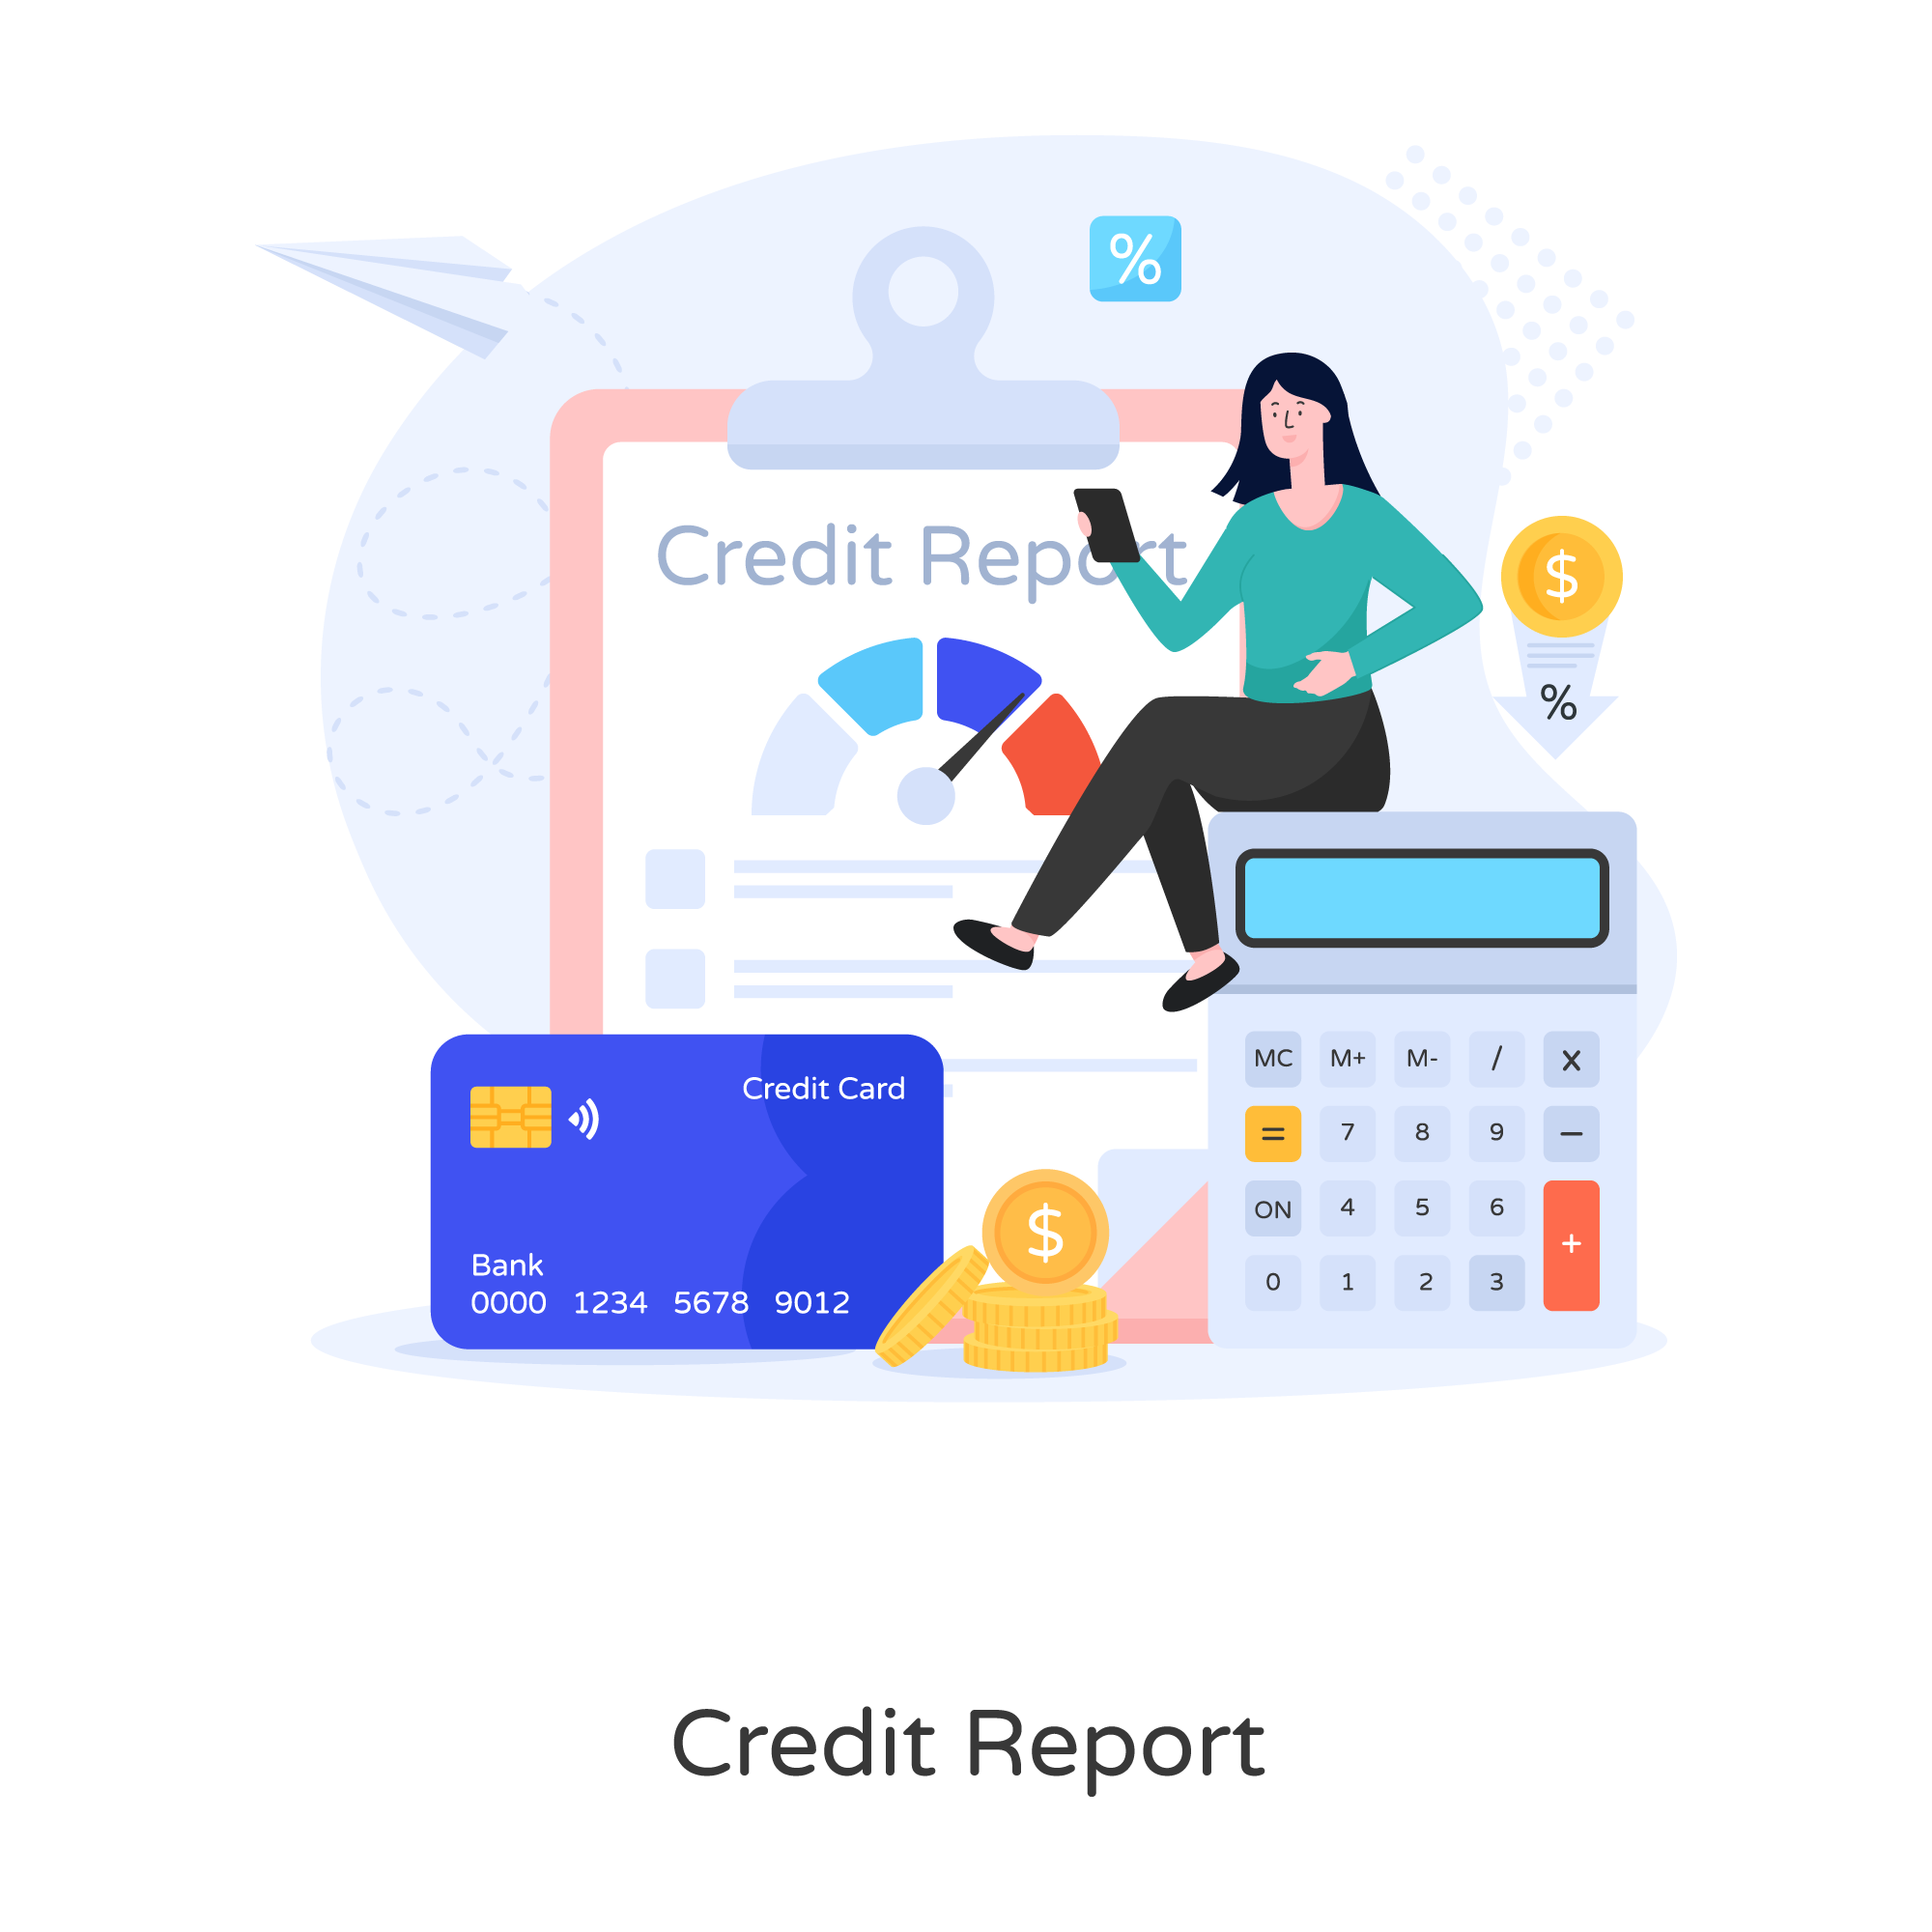 %
Credit Report
$
%
MC M+ M- / x
= 7 8 9 −
ON 4 5 6 +
0 1 2 3
Credit Card
Bank
0000 1234 5678 9012
$
Credit Report